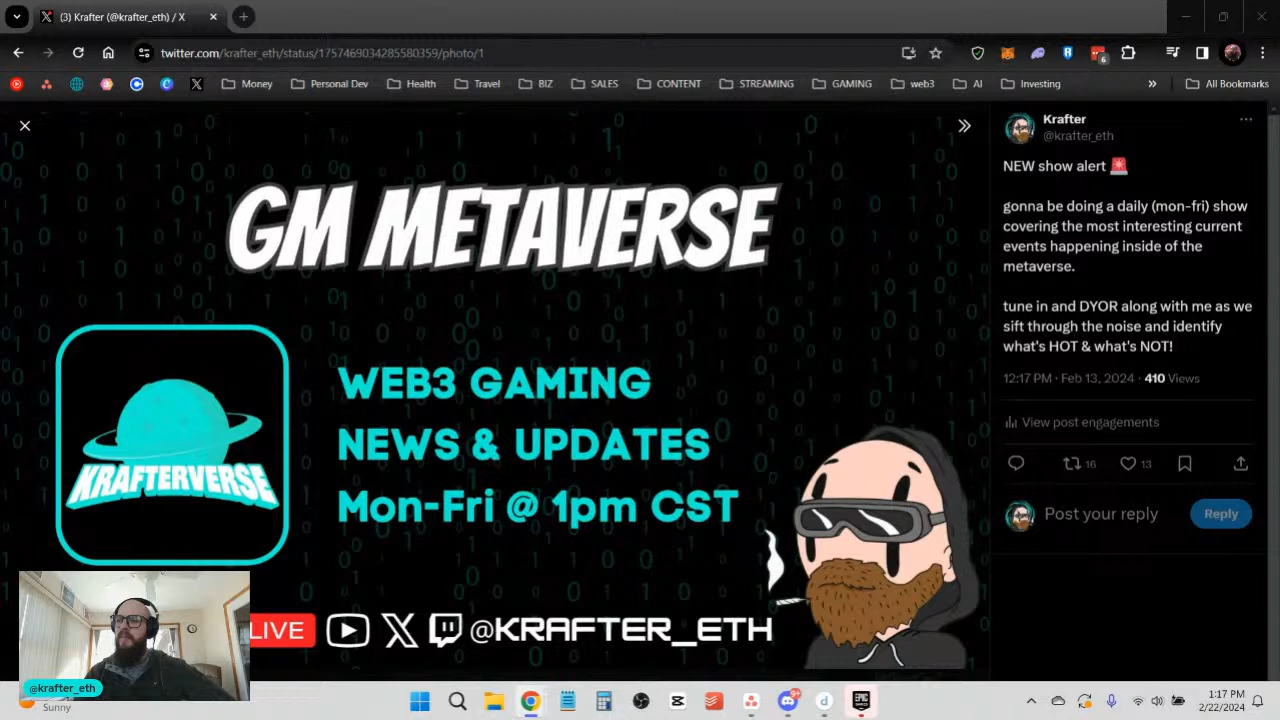 (3) Krafter (@krafter_eth) / X
twitter.com/krafter_eth/status/1757469034285580359/photo/1
6
Money
Personal Dev
Health
Travel
BIZ
SALES
CONTENT
STREAMING
GAMING
web3
AI
Investing
All Bookmarks
GM METAVERSE
KRAFTERVERSE
WEB3 GAMING
NEWS & UPDATES
Mon-Fri @ 1pm CST
LIVE
@KRAFTER_ETH
Krafter
@krafter_eth
NEW show alert 🚨
gonna be doing a daily (mon-fri) show
covering the most interesting current
events happening inside of the
metaverse.
tune in and DYOR along with me as we
sift through the noise and identify
what's HOT & what's NOT!
12:17 PM · Feb 13, 2024 · 410 Views
View post engagements
16
13
Post your reply
Reply
@krafter_eth
Sunny
9+
EPIC
GAMES
1:17 PM
2/22/2024